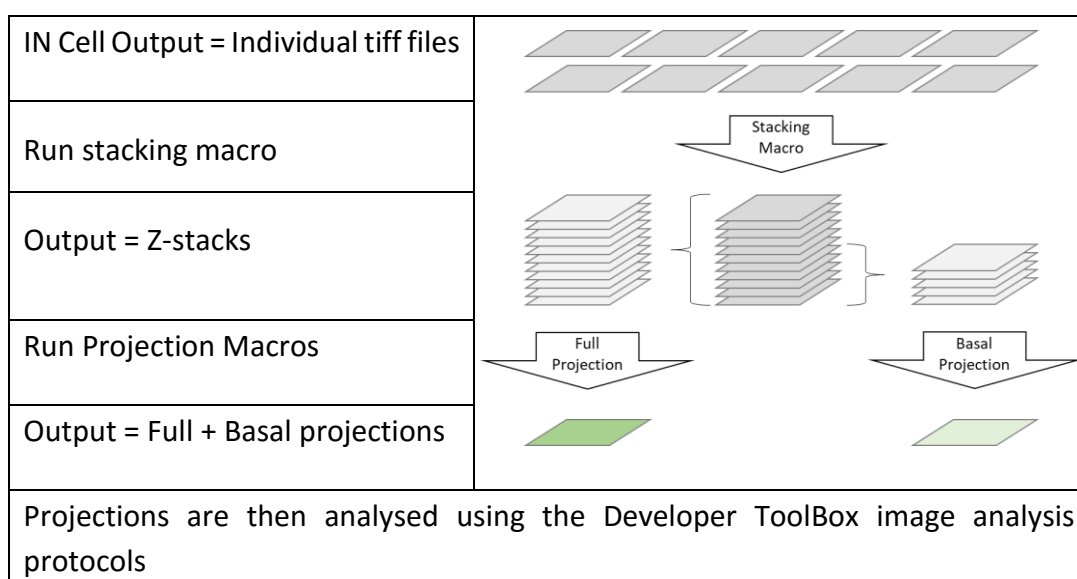 IN Cell Output = Individual tiff files
Stacking
Macro
Run stacking macro
Output = Z-stacks
Run Projection Macros
Full
Projection
Basal
Projection
Output = Full + Basal projections
Projections are then analysed using the Developer ToolBox image analysis
protocols